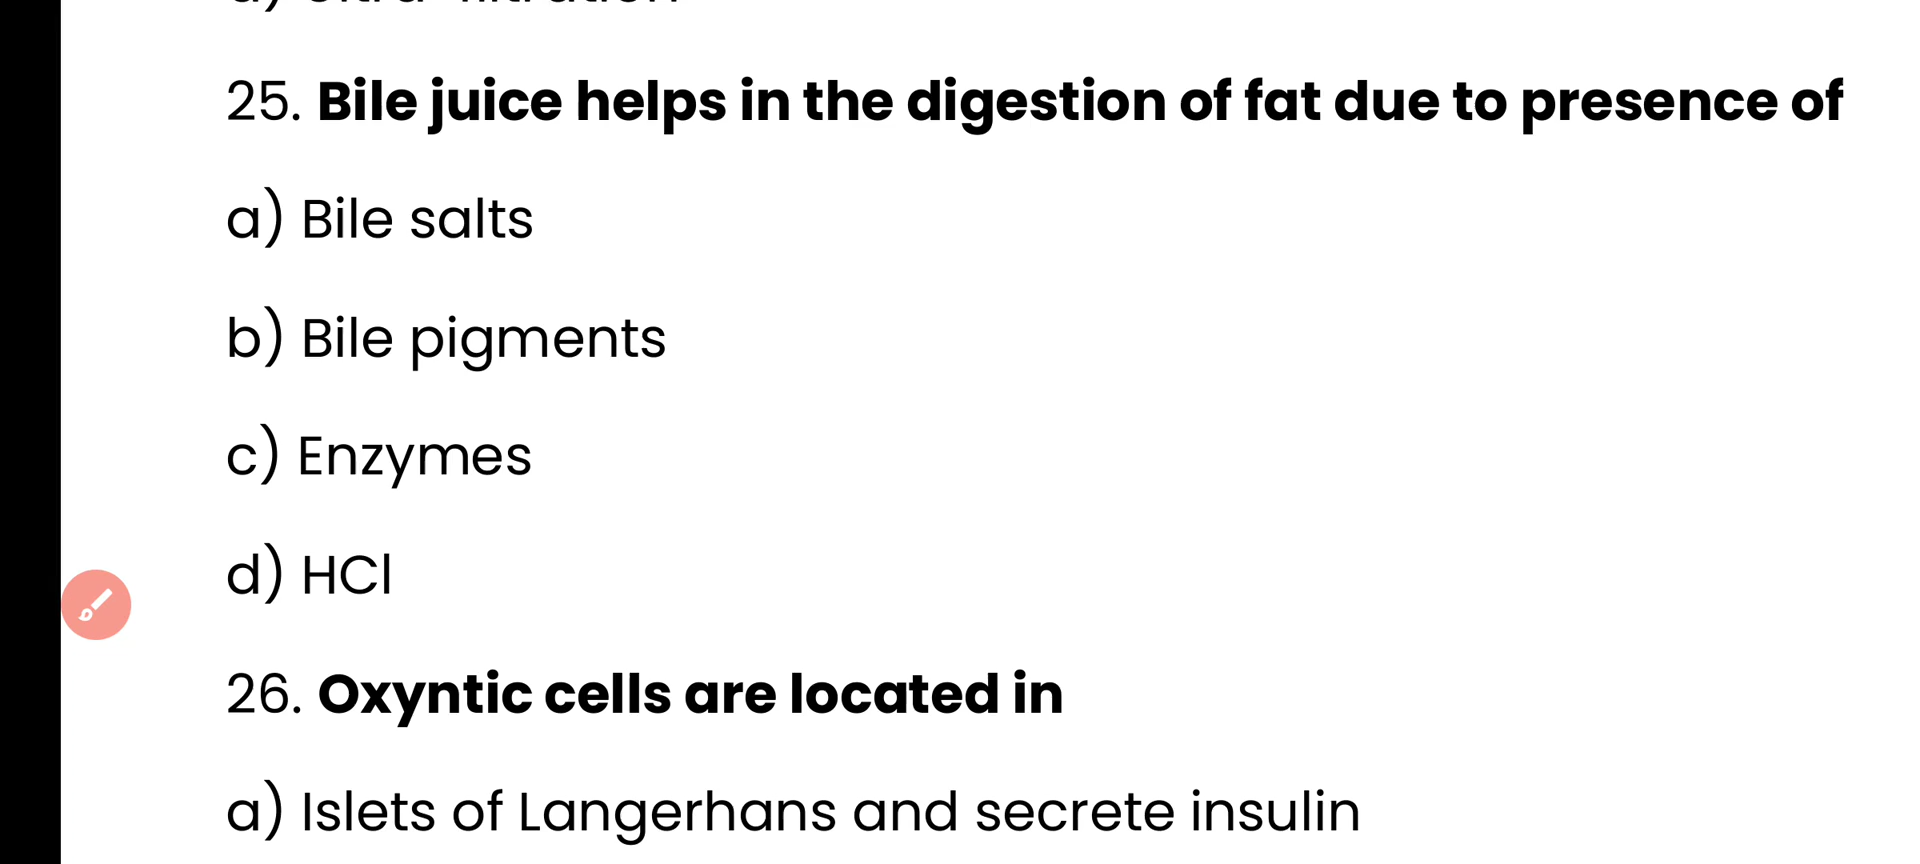 25. Bile juice helps in the digestion of fat due to presence of
a) Bile salts
b) Bile pigments
c) Enzymes
d) HCl
26. Oxyntic cells are located in
a) Islets of Langerhans and secrete insulin